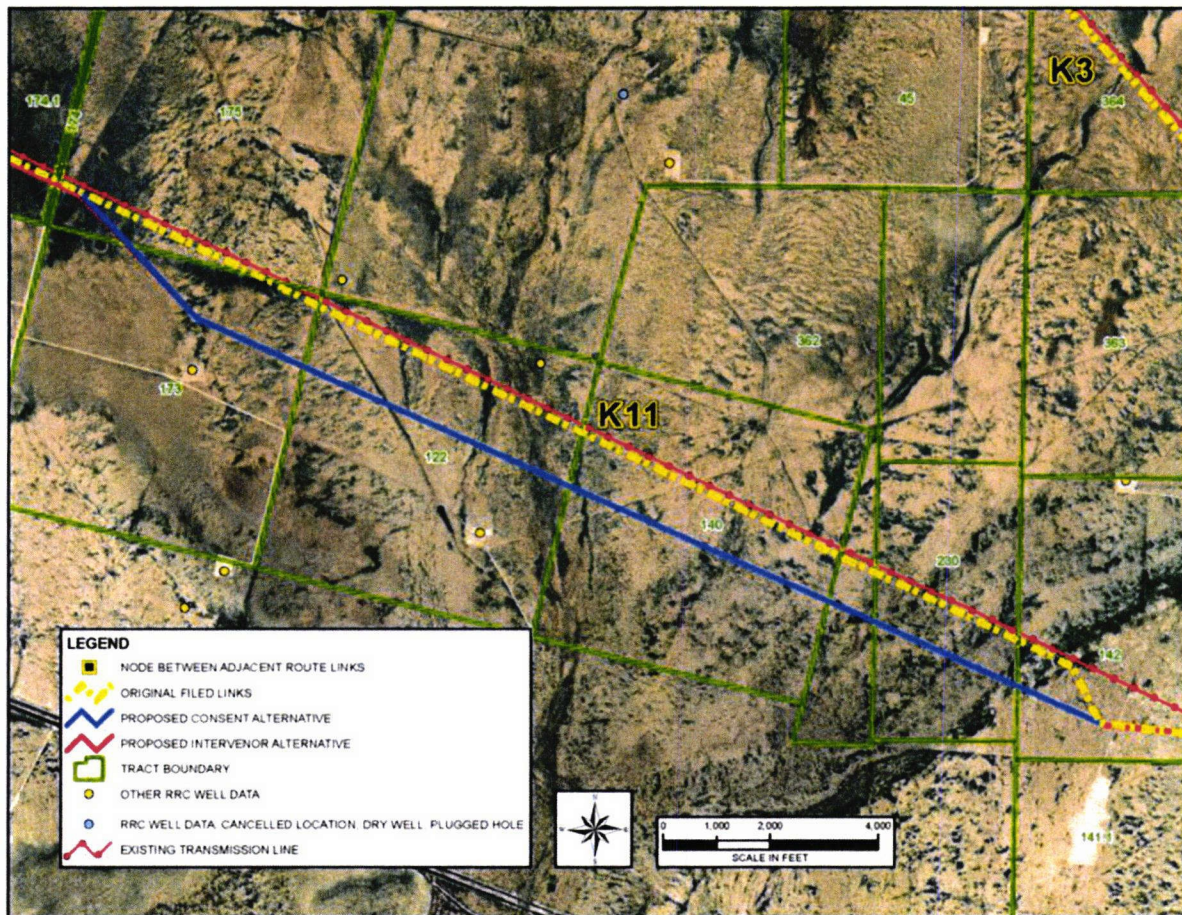 K3
174.1
174
175
45
364
362
363
173
K11
122
140
230
142
141.1
LEGEND
NODE BETWEEN ADJACENT ROUTE LINKS
ORIGINAL FILED LINKS
PROPOSED CONSENT ALTERNATIVE
PROPOSED INTERVENOR ALTERNATIVE
TRACT BOUNDARY
OTHER RRC WELL DATA
RRC WELL DATA, CANCELLED LOCATION, DRY WELL, PLUGGED HOLE
EXISTING TRANSMISSION LINE
N
W E
S
0 1,000 2,000 4,000
SCALE IN FEET